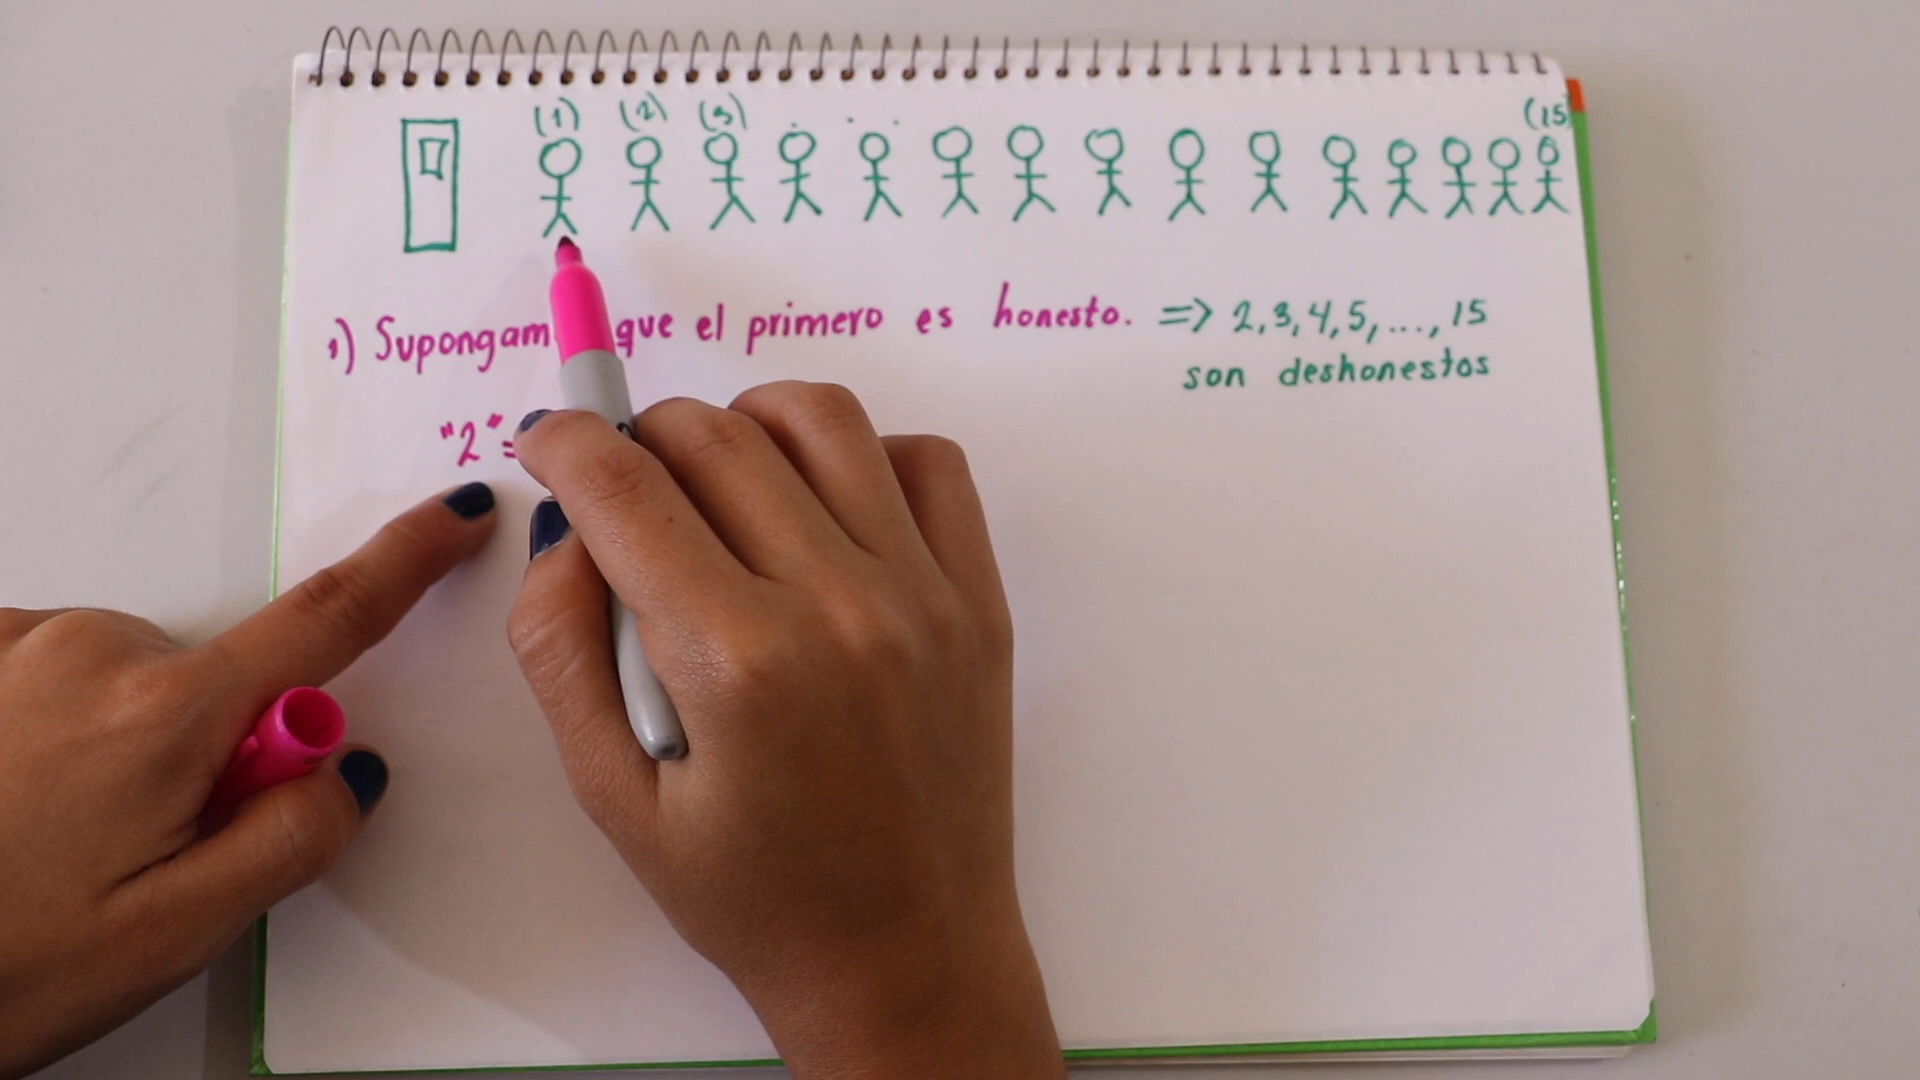 (1) (2) (3) . . . (15)
1) Supongam que el primero es honesto. => 2,3,4,5,..., 15
son deshonestos
"2" =